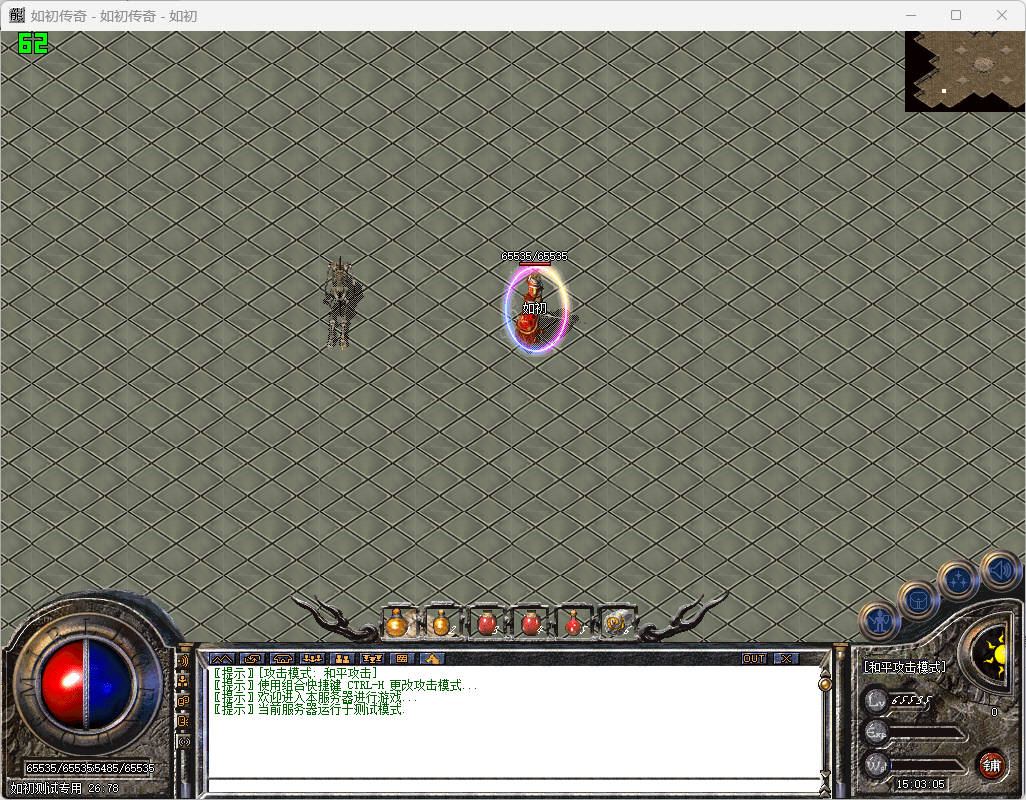 如初传奇 - 如初传奇 - 如初
62
65535/65535
如初
OUT
〖提示〗[攻击模式: 和平攻击]
〖提示〗使用组合快捷键 CTRL-H 更改攻击模式...
〖提示〗欢迎进入本服务器进行游戏...
〖提示〗当前服务器运行于测试模式.
[和平攻击模式]
Lv 65535
0
Exp
W
铺
65535/65535
5485/65535
如初测试专用 26:78
15:03:05